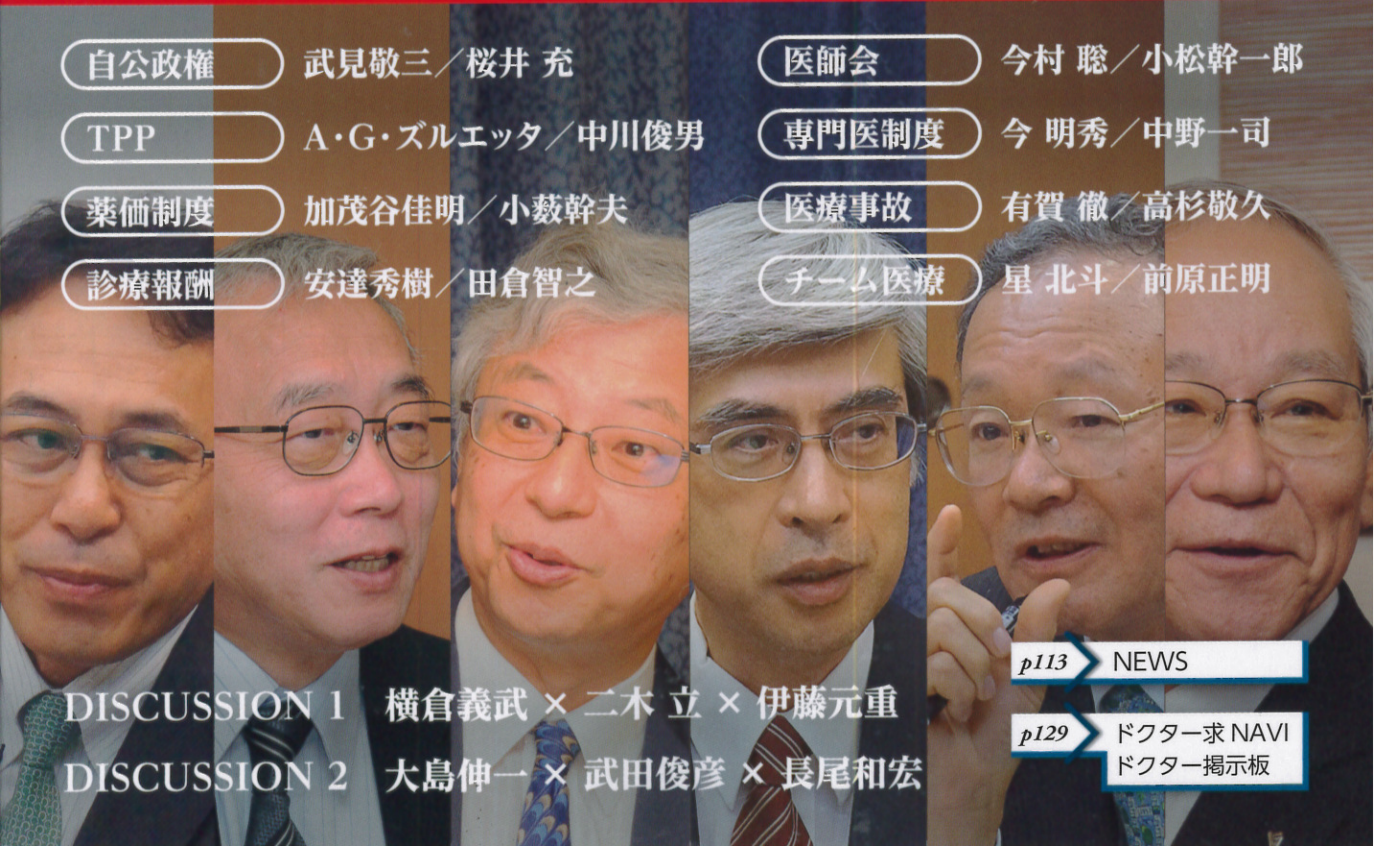 自公政権 武見敬三／桜井 充
TPP A・G・ズルエッタ／中川俊男
薬価制度 加茂谷佳明／小薮幹夫
診療報酬 安達秀樹／田倉智之
医師会 今村 聡／小松幹一郎
専門医制度 今 明秀／中野一司
医療事故 有賀 徹／高杉敬久
チーム医療 星 北斗／前原正明
DISCUSSION 1 横倉義武 × 二木 立 × 伊藤元重
DISCUSSION 2 大島伸一 × 武田俊彦 × 長尾和宏
p113 NEWS
p129 ドクター求NAVI
ドクター掲示板